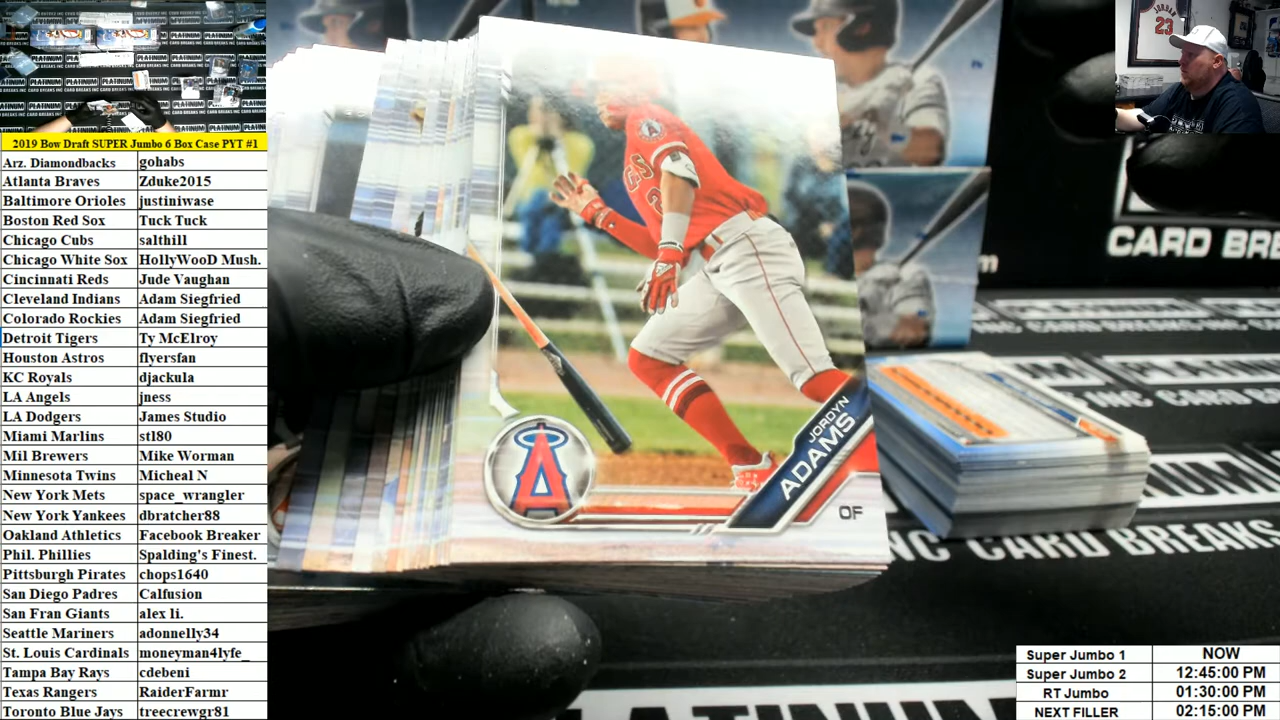 2019 Bow Draft SUPER Jumbo 6 Box Case PYT #1
Arz. Diamondbacks gohabs
Atlanta Braves Zduke2015
Baltimore Orioles justiniwase
Boston Red Sox Tuck Tuck
Chicago Cubs salthill
Chicago White Sox HollyWooD Mush.
Cincinnati Reds Jude Vaughan
Cleveland Indians Adam Siegfried
Colorado Rockies Adam Siegfried
Detroit Tigers Ty McElroy
Houston Astros flyersfan
KC Royals djackula
LA Angels jness
LA Dodgers James Studio
Miami Marlins stl80
Mil Brewers Mike Worman
Minnesota Twins Micheal N
New York Mets space_wrangler
New York Yankees dbratcher88
Oakland Athletics Facebook Breaker
Phil. Phillies Spalding's Finest.
Pittsburgh Pirates chops1640
San Diego Padres Calfusion
San Fran Giants alex li.
Seattle Mariners adonnelly34
St. Louis Cardinals moneyman4lyfe_
Tampa Bay Rays cdebeni
Texas Rangers RaiderFarmr
Toronto Blue Jays treecrewgr81
JORDYN
ADAMS
OF
A
JORDAN
23
CARD BRE
INC CARD BREAKS
PLATINUM
Super Jumbo 1 NOW
Super Jumbo 2 12:45:00 PM
RT Jumbo 01:30:00 PM
NEXT FILLER 02:15:00 PM